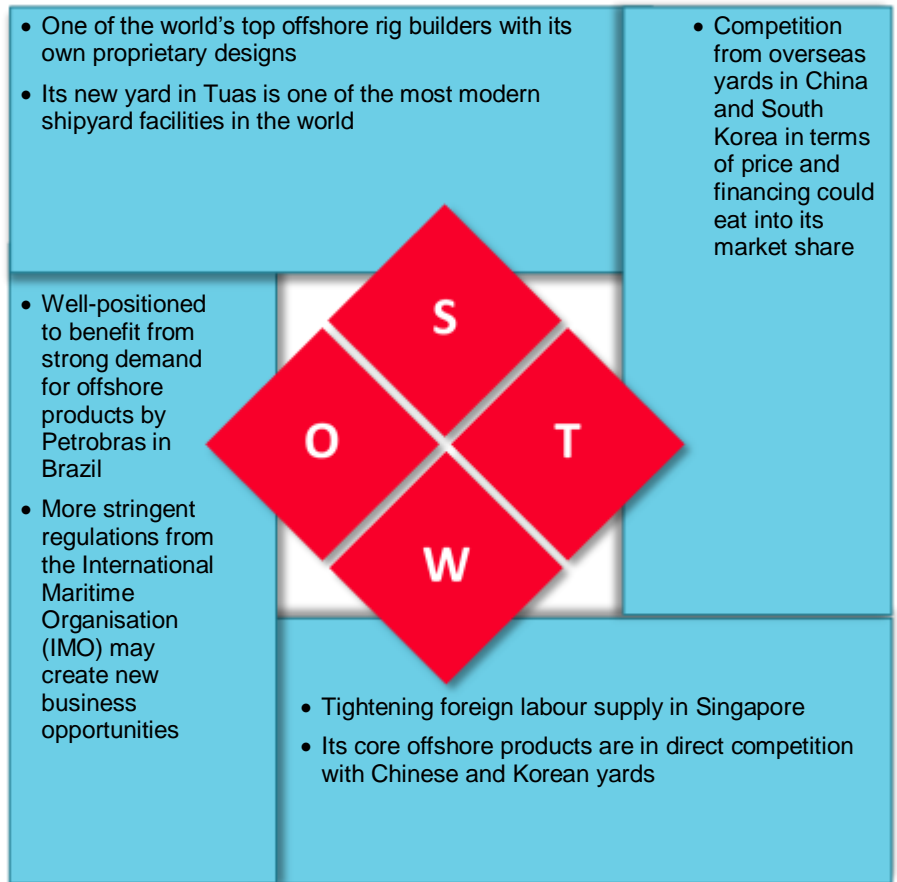 • One of the world's top offshore rig builders with its
own proprietary designs
• Its new yard in Tuas is one of the most modern
shipyard facilities in the world
• Competition
from overseas
yards in China
and South
Korea in terms
of price and
financing could
eat into its
market share
• Well-positioned
to benefit from
strong demand
for offshore
products by
Petrobras in
Brazil
• More stringent
regulations from
the International
Maritime
Organisation
(IMO) may
create new
business
opportunities
S
O
T
W
• Tightening foreign labour supply in Singapore
• Its core offshore products are in direct competition
with Chinese and Korean yards